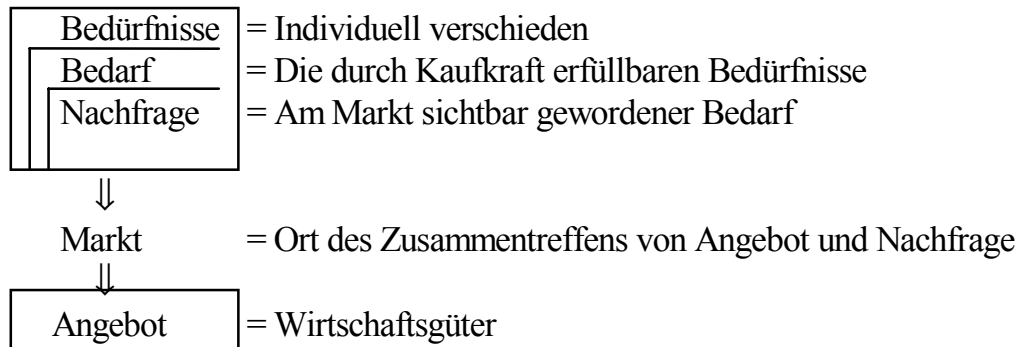 Bedürfnisse = Individuell verschieden
Bedarf = Die durch Kaufkraft erfüllbaren Bedürfnisse
Nachfrage = Am Markt sichtbar gewordener Bedarf
⇓
Markt = Ort des Zusammentreffens von Angebot und Nachfrage
⇓
Angebot = Wirtschaftsgüter